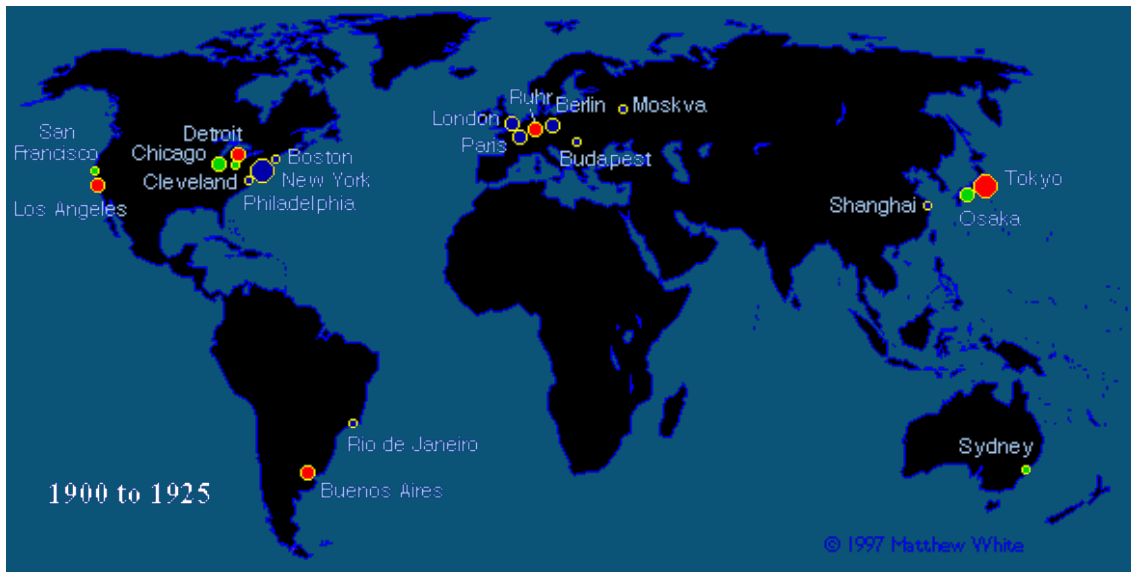 Ruhr
Berlin
Moskva
London
Paris
Budapest
San
Francisco
Detroit
Chicago
Boston
Cleveland
New York
Philadelphia
Los Angeles
Tokyo
Shanghai
Osaka
Rio de Janeiro
Sydney
Buenos Aires
1900 to 1925
© 1997 Matthew White